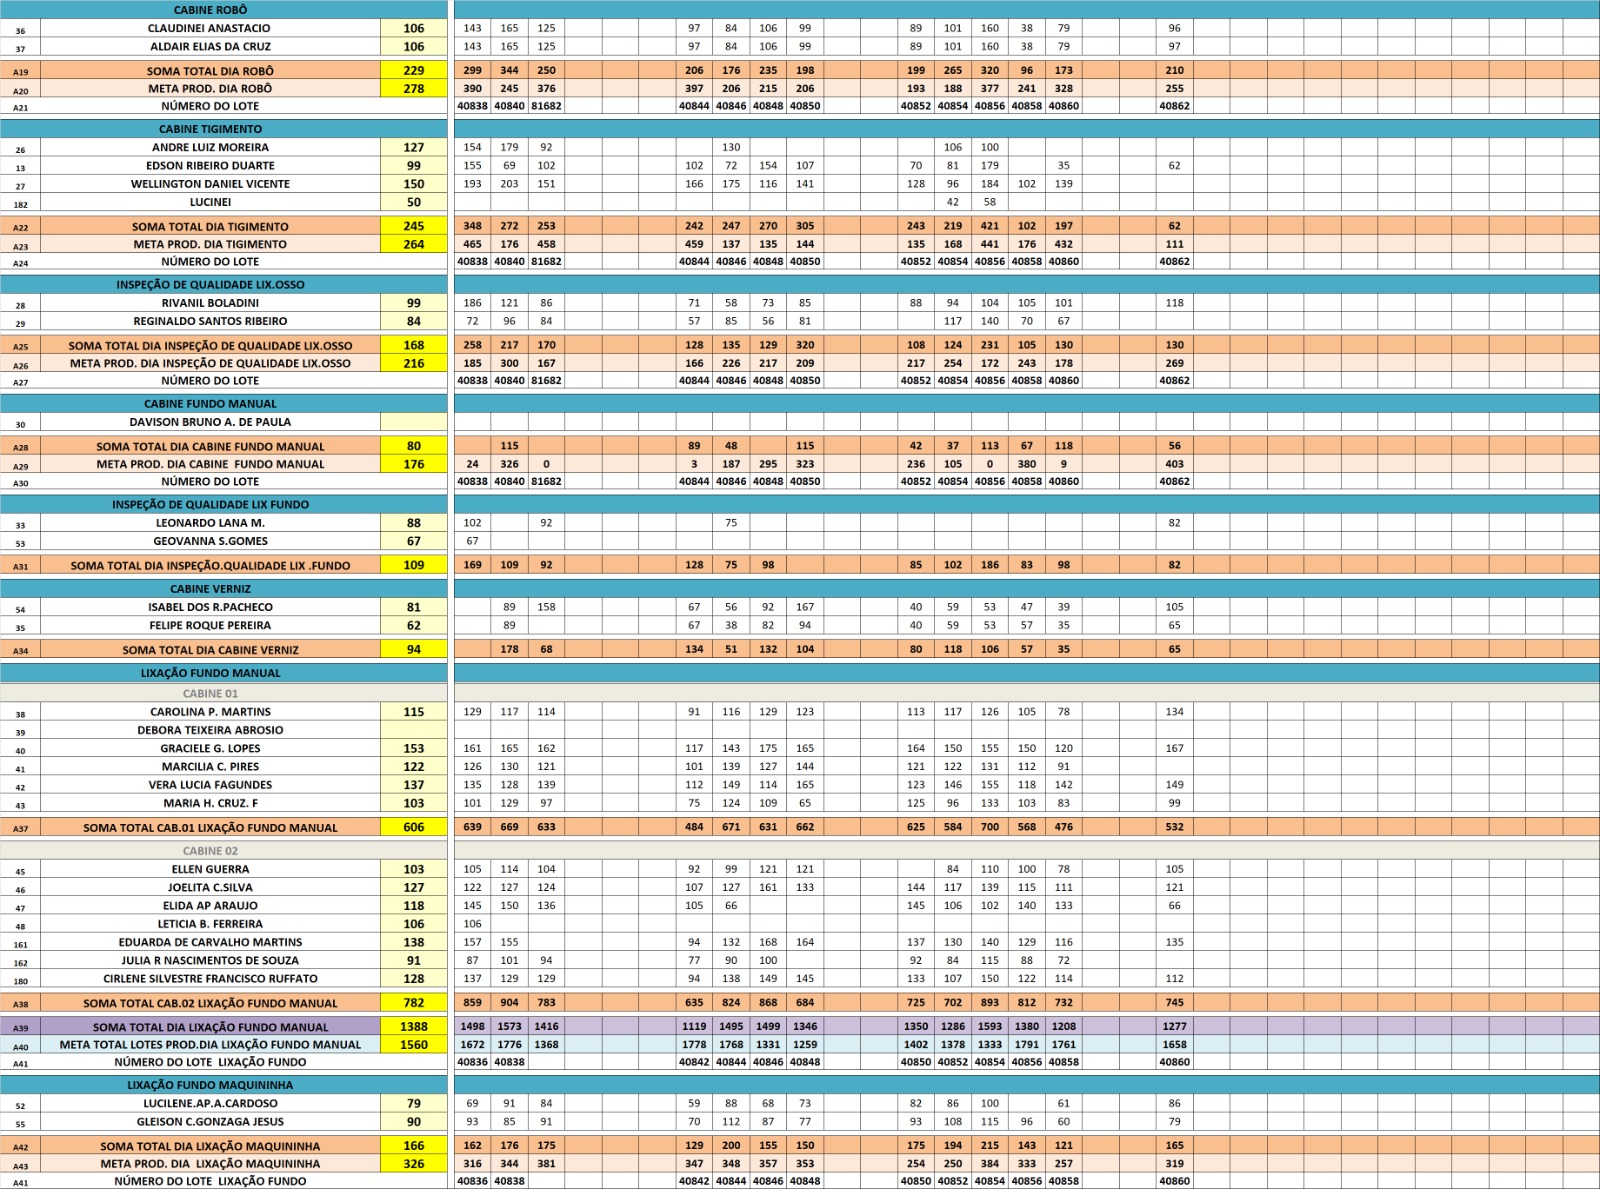 CABINE ROBÔ
36 CLAUDINEI ANASTACIO 106 143 165 125 97 84 106 99 89 101 160 38 79 96
37 ALDAIR ELIAS DA CRUZ 106 143 165 125 97 84 106 99 89 101 160 38 79 97
A19 SOMA TOTAL DIA ROBÔ 229 299 344 250 206 176 235 198 199 265 320 96 173 210
A20 META PROD. DIA ROBÔ 278 390 245 376 397 206 215 206 193 188 377 241 328 255
A21 NÚMERO DO LOTE 40838 40840 81682 40844 40846 40848 40850 40852 40854 40856 40858 40860 40862
CABINE TIGIMENTO
26 ANDRE LUIZ MOREIRA 127 154 179 92 130 106 100
13 EDSON RIBEIRO DUARTE 99 155 69 102 102 72 154 107 70 81 179 35 62
27 WELLINGTON DANIEL VICENTE 150 193 203 151 166 175 116 141 128 96 184 102 139
182 LUCINEI 50 42 58
A22 SOMA TOTAL DIA TIGIMENTO 245 348 272 253 242 247 270 305 243 219 421 102 197 62
A23 META PROD. DIA TIGIMENTO 264 465 176 458 459 137 135 144 135 168 441 176 432 111
A24 NÚMERO DO LOTE 40838 40840 81682 40844 40846 40848 40850 40852 40854 40856 40858 40860 40862
INSPEÇÃO DE QUALIDADE LIX.OSSO
28 RIVANIL BOLADINI 99 186 121 86 71 58 73 85 88 94 104 105 101 118
29 REGINALDO SANTOS RIBEIRO 84 72 96 84 57 85 56 81 117 140 70 67
A25 SOMA TOTAL DIA INSPEÇÃO DE QUALIDADE LIX.OSSO 168 258 217 170 128 135 129 320 108 124 231 105 130 130
A26 META PROD. DIA INSPEÇÃO DE QUALIDADE LIX.OSSO 216 185 300 167 166 226 217 209 217 254 172 243 178 269
A27 NÚMERO DO LOTE 40838 40840 81682 40844 40846 40848 40850 40852 40854 40856 40858 40860 40862
CABINE FUNDO MANUAL
30 DAVISON BRUNO A. DE PAULA
A28 SOMA TOTAL DIA CABINE FUNDO MANUAL 80 115 89 48 115 42 37 113 67 118 56
A29 META PROD. DIA CABINE FUNDO MANUAL 176 24 326 0 3 187 295 323 236 105 0 380 9 403
A30 NÚMERO DO LOTE 40838 40840 81682 40844 40846 40848 40850 40852 40854 40856 40858 40860 40862
INSPEÇÃO DE QUALIDADE LIX FUNDO
33 LEONARDO LANA M. 88 102 92 75 82
53 GEOVANNA S.GOMES 67 67
A31 SOMA TOTAL DIA INSPEÇÃO.QUALIDADE LIX .FUNDO 109 169 109 92 128 75 98 85 102 186 83 98 82
CABINE VERNIZ
54 ISABEL DOS R.PACHECO 81 89 158 67 56 92 167 40 59 53 47 39 105
35 FELIPE ROQUE PEREIRA 62 89 67 38 82 94 40 59 53 57 35 65
A34 SOMA TOTAL DIA CABINE VERNIZ 94 178 68 134 51 132 104 80 118 106 57 35 65
LIXAÇÃO FUNDO MANUAL
CABINE 01
38 CAROLINA P. MARTINS 115 129 117 114 91 116 129 123 113 117 126 105 78 134
39 DEBORA TEIXEIRA ABROSIO
40 GRACIELE G. LOPES 153 161 165 162 117 143 175 165 164 150 155 150 120 167
41 MARCILIA C. PIRES 122 126 130 121 101 139 127 144 121 122 131 112 91
42 VERA LUCIA FAGUNDES 137 135 128 139 112 149 114 165 123 146 155 118 142 149
43 MARIA H. CRUZ. F 103 101 129 97 75 124 109 65 125 96 133 103 83 99
A37 SOMA TOTAL CAB.01 LIXAÇÃO FUNDO MANUAL 606 639 669 633 484 671 631 662 625 584 700 568 476 532
CABINE 02
45 ELLEN GUERRA 103 105 114 104 92 99 121 121 84 110 100 78 105
46 JOELITA C.SILVA 127 122 127 124 107 127 161 133 144 117 139 115 111 121
47 ELIDA AP ARAUJO 118 145 150 136 105 66 145 106 102 140 133 66
48 LETICIA B. FERREIRA 106 106
161 EDUARDA DE CARVALHO MARTINS 138 157 155 94 132 168 164 137 130 140 129 116 135
162 JULIA R NASCIMENTOS DE SOUZA 91 87 101 94 77 90 100 92 84 115 88 72
180 CIRLENE SILVESTRE FRANCISCO RUFFATO 128 137 129 129 94 138 149 145 133 107 150 122 114 112
A38 SOMA TOTAL CAB.02 LIXAÇÃO FUNDO MANUAL 782 859 904 783 635 824 868 684 725 702 893 812 732 745
A39 SOMA TOTAL DIA LIXAÇÃO FUNDO MANUAL 1388 1498 1573 1416 1119 1495 1499 1346 1350 1286 1593 1380 1208 1277
A40 META TOTAL LOTES PROD.DIA LIXAÇÃO FUNDO MANUAL 1560 1672 1776 1368 1778 1768 1331 1259 1402 1378 1333 1791 1761 1658
A41 NÚMERO DO LOTE LIXAÇÃO FUNDO 40836 40838 40842 40844 40846 40848 40850 40852 40854 40856 40858 40860
LIXAÇÃO FUNDO MAQUININHA
52 LUCILENE.AP.A.CARDOSO 79 69 91 84 59 88 68 73 82 86 100 61 86
55 GLEISON C.GONZAGA JESUS 90 93 85 91 70 112 87 77 93 108 115 96 60 79
A42 SOMA TOTAL DIA LIXAÇÃO MAQUININHA 166 162 176 175 129 200 155 150 175 194 215 143 121 165
A43 META PROD. DIA LIXAÇÃO MAQUININHA 326 316 344 381 347 348 357 353 254 250 384 333 257 319
A41 NÚMERO DO LOTE LIXAÇÃO FUNDO 40836 40838 40842 40844 40846 40848 40850 40852 40854 40856 40858 40860